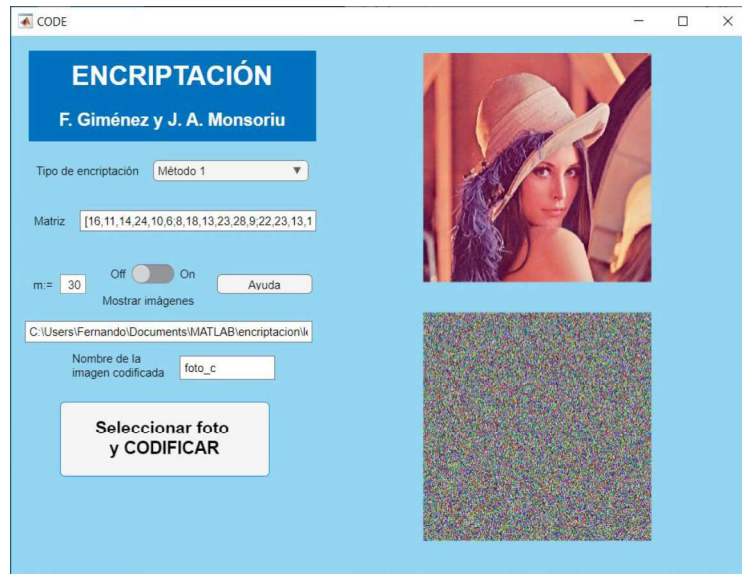 CODE
ENCRIPTACIÓN
F. Giménez y J. A. Monsoriu
Tipo de encriptación Método 1
Matriz [16,11,14,24,10,6;8,18,13,23,28,9;22,23,13,1
Off On
m:= 30 Ayuda
Mostrar imágenes
C:\Users\Fernando\Documents\MATLAB\encriptacion\le
Nombre de la
imagen codificada foto_c
Seleccionar foto
y CODIFICAR